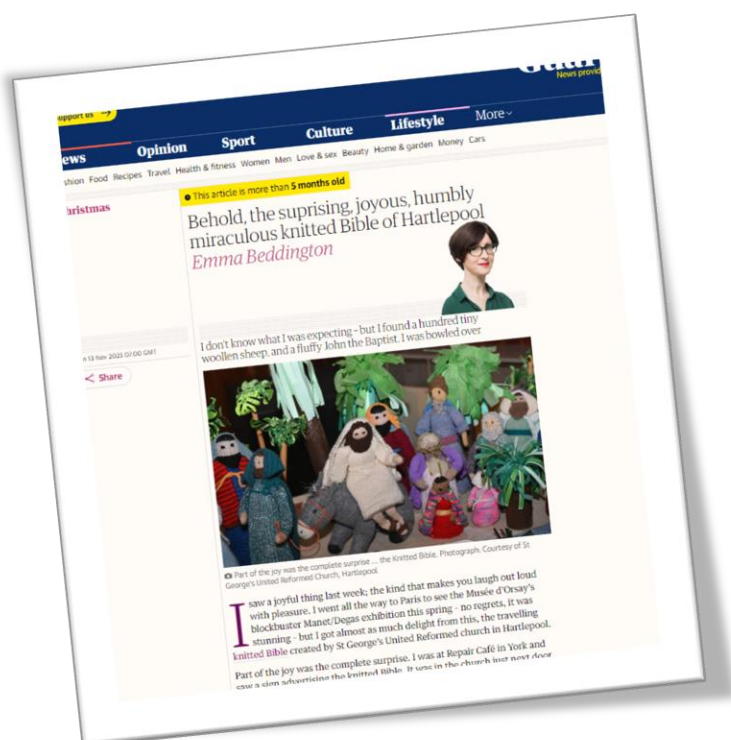 News provid
upport us →
ews Opinion Sport Culture Lifestyle More
shion Food Recipes Travel Health & fitness Women Men Love & sex Beauty Home & garden Money Cars
hristmas
This article is more than 5 months old
Behold, the suprising, joyous, humbly
miraculous knitted Bible of Hartlepool
Emma Beddington
I don't know what I was expecting - but I found a hundred tiny
woollen sheep, and a fluffy John the Baptist. I was bowled over
n 13 Nov 2023 07.00 GMT
Share
Part of the joy was the complete surprise ... the Knitted Bible. Photograph: Courtesy of St
George's United Reformed Church, Hartlepool
I saw a joyful thing last week; the kind that makes you laugh out loud
with pleasure. I went all the way to Paris to see the Musée d'Orsay's
blockbuster Manet/Degas exhibition this spring - no regrets, it was
stunning - but I got almost as much delight from this, the travelling
knitted Bible created by St George's United Reformed church in Hartlepool.
Part of the joy was the complete surprise. I was at Repair Café in York and
saw a sign advertising the knitted Bible. It was in the church just next door